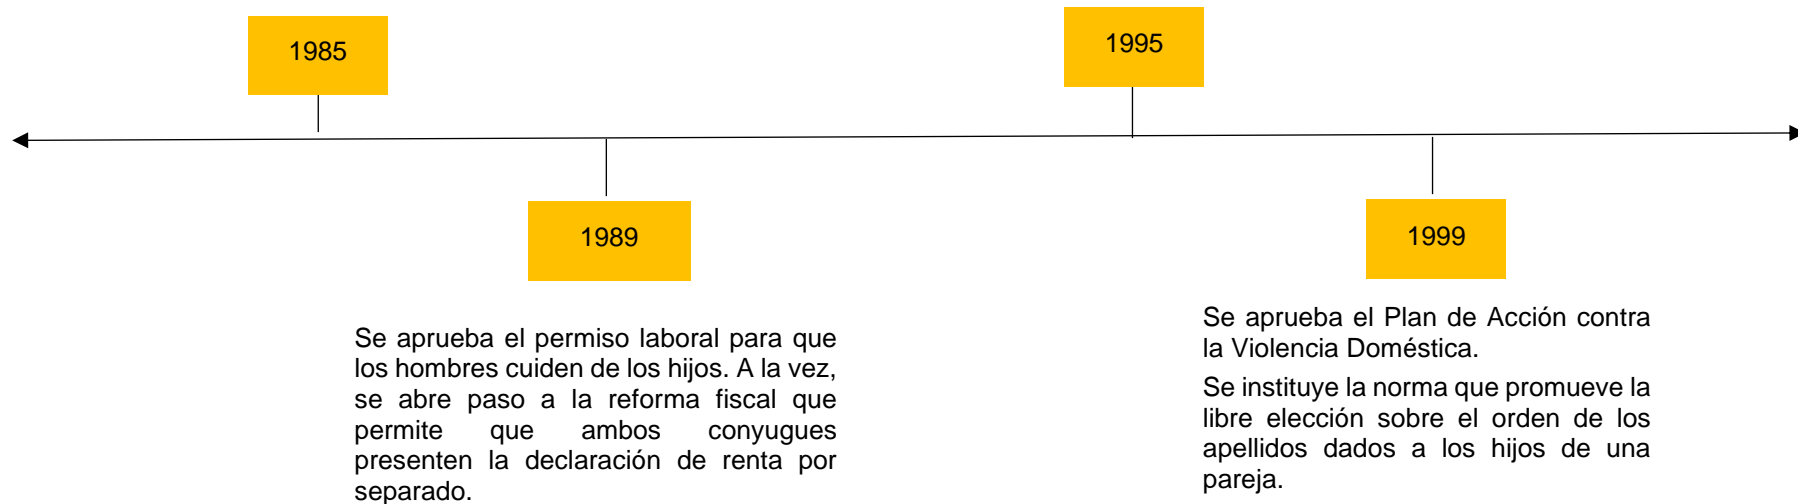 1985
1995
1989
1999
Se aprueba el permiso laboral para que
los hombres cuiden de los hijos. A la vez,
se abre paso a la reforma fiscal que
permite que ambos conyugues
presenten la declaración de renta por
separado.
Se aprueba el Plan de Acción contra
la Violencia Doméstica.
Se instituye la norma que promueve la
libre elección sobre el orden de los
apellidos dados a los hijos de una
pareja.